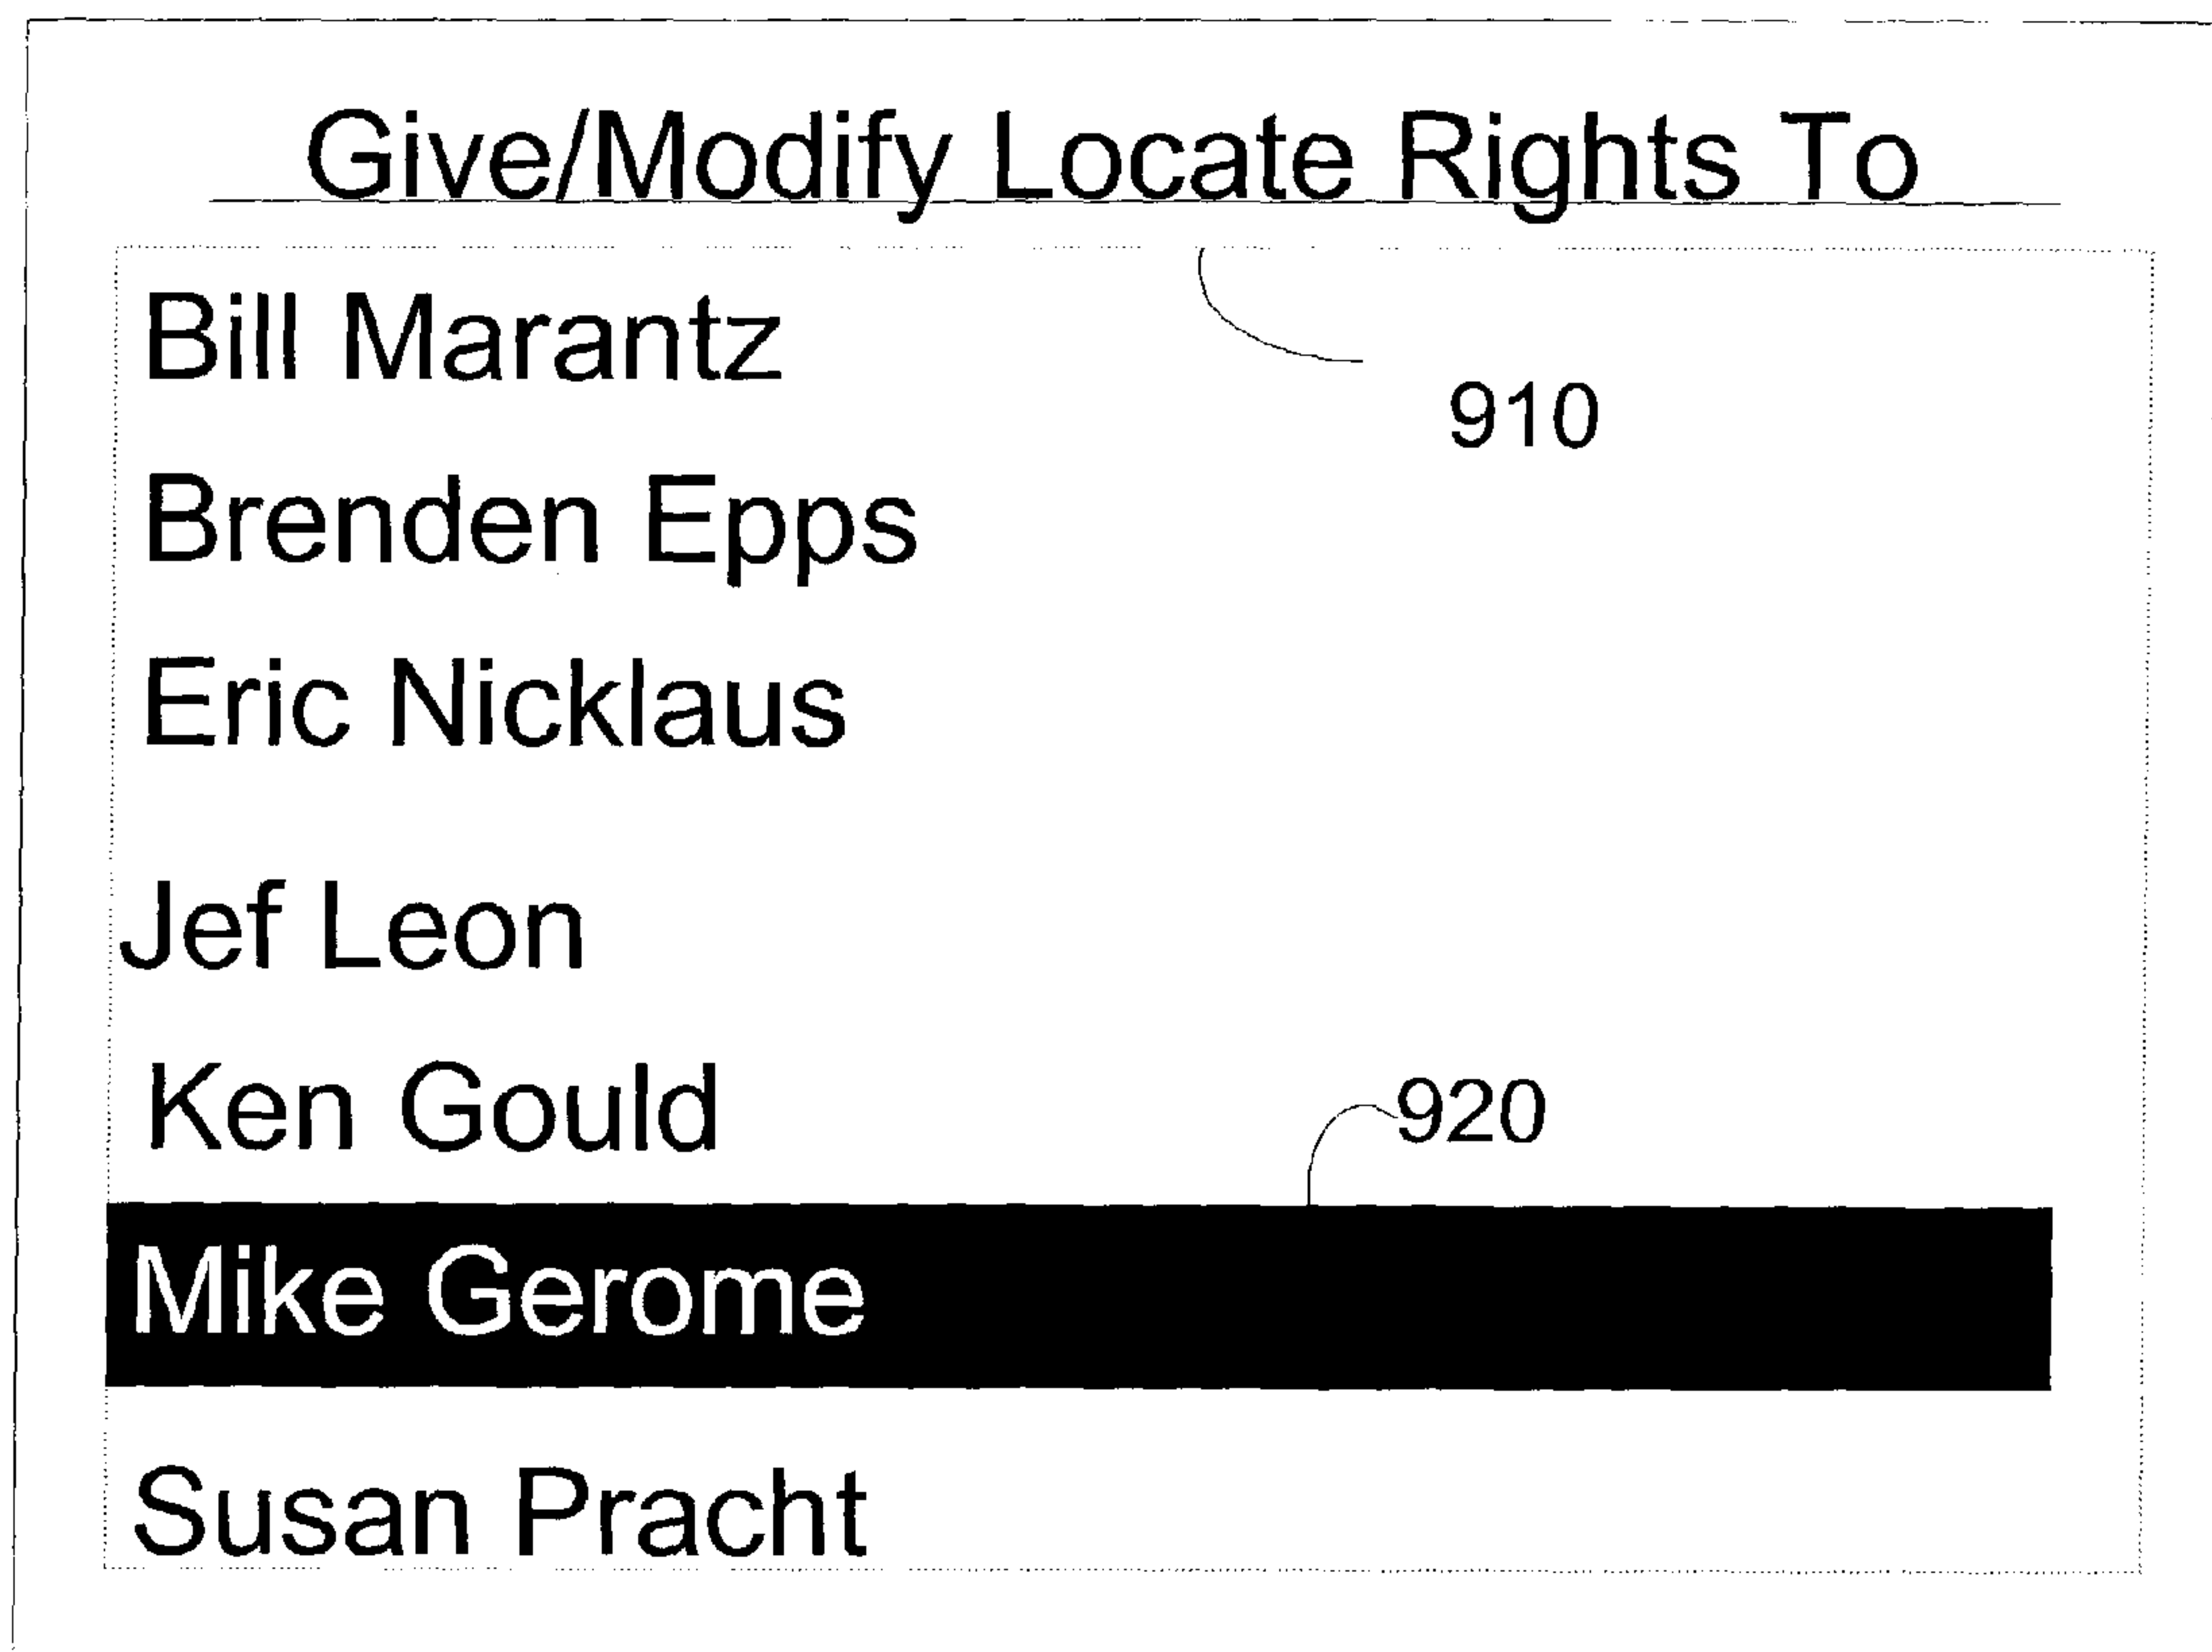 Give/Modify Locate Rights To
Bill Marantz
910
Brenden Epps
Eric Nicklaus
Jef Leon
Ken Gould
920
Mike Gerome
Susan Pracht